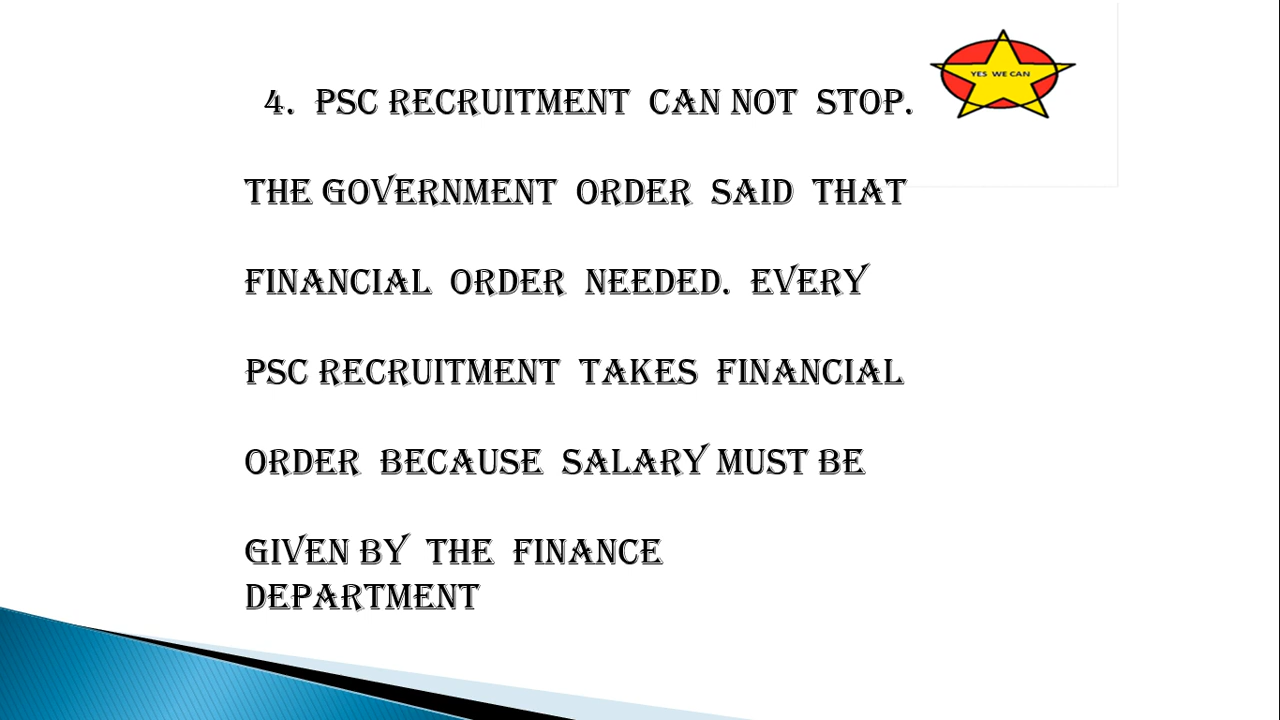 YES WE CAN
4. PSC RECRUITMENT CAN NOT STOP.
THE GOVERNMENT ORDER SAID THAT
FINANCIAL ORDER NEEDED. EVERY
PSC RECRUITMENT TAKES FINANCIAL
ORDER BECAUSE SALARY MUST BE
GIVEN BY THE FINANCE
DEPARTMENT